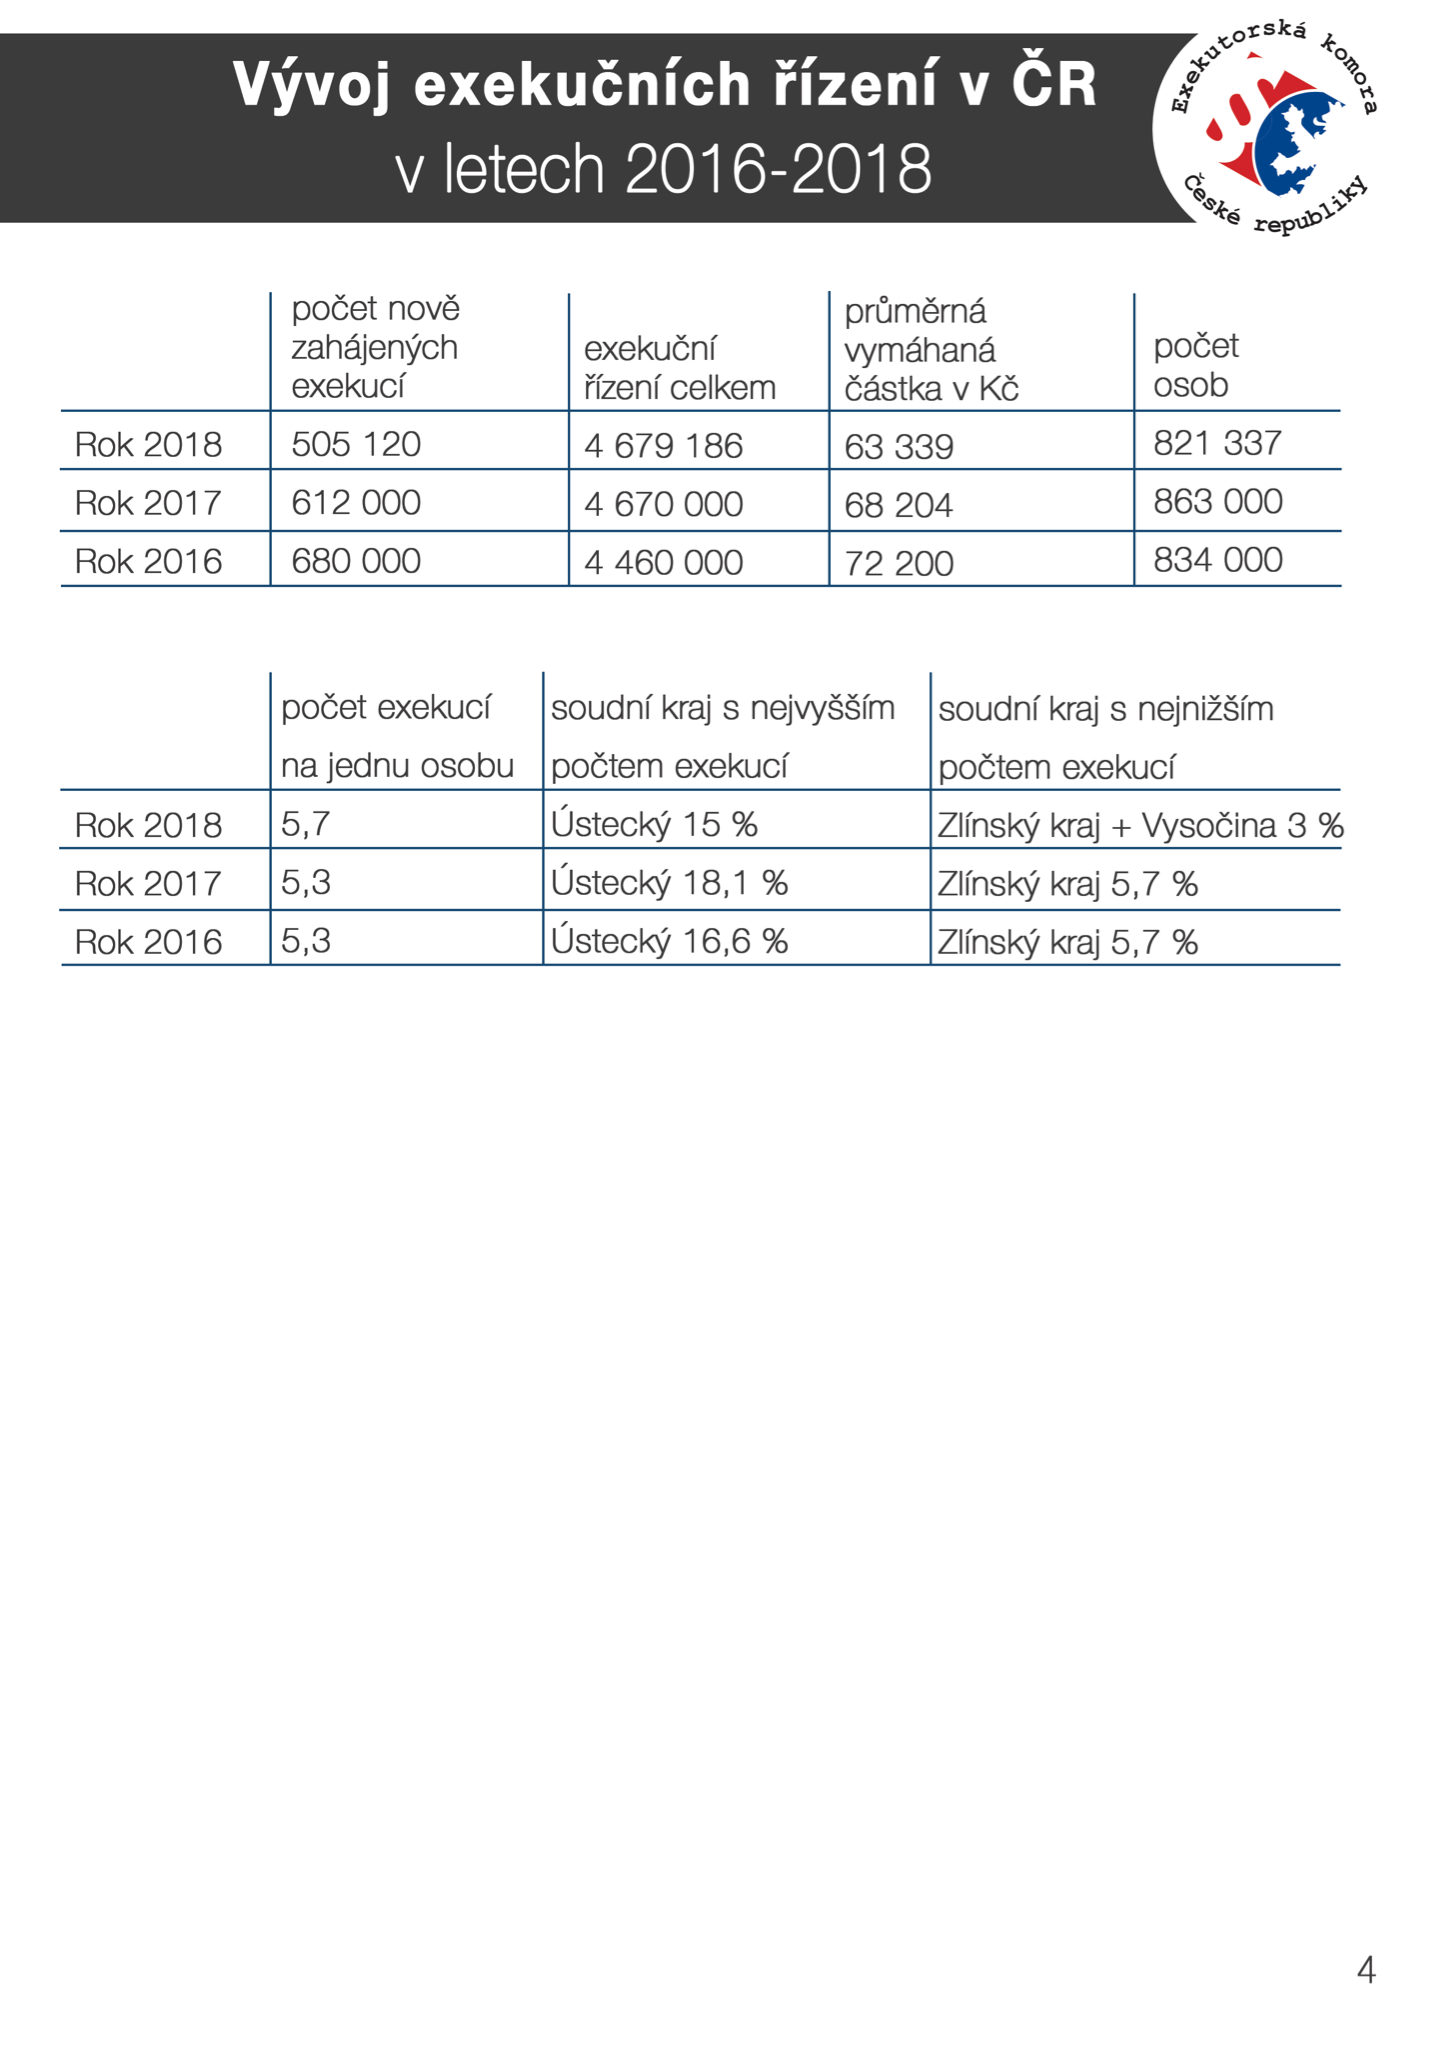 Vývoj exekučních řízení v ČR
v letech 2016-2018
Exekutorská komora
České republiky
počet nově
zahájených
exekucí
exekuční
řízení celkem
průměrná
vymáhaná
částka v Kč
počet
osob
Rok 2018 505 120 4 679 186 63 339 821 337
Rok 2017 612 000 4 670 000 68 204 863 000
Rok 2016 680 000 4 460 000 72 200 834 000
počet exekucí
na jednu osobu
soudní kraj s nejvyšším
počtem exekucí
soudní kraj s nejnižším
počtem exekucí
Rok 2018 5,7 Ústecký 15 % Zlínský kraj + Vysočina 3 %
Rok 2017 5,3 Ústecký 18,1 % Zlínský kraj 5,7 %
Rok 2016 5,3 Ústecký 16,6 % Zlínský kraj 5,7 %
4